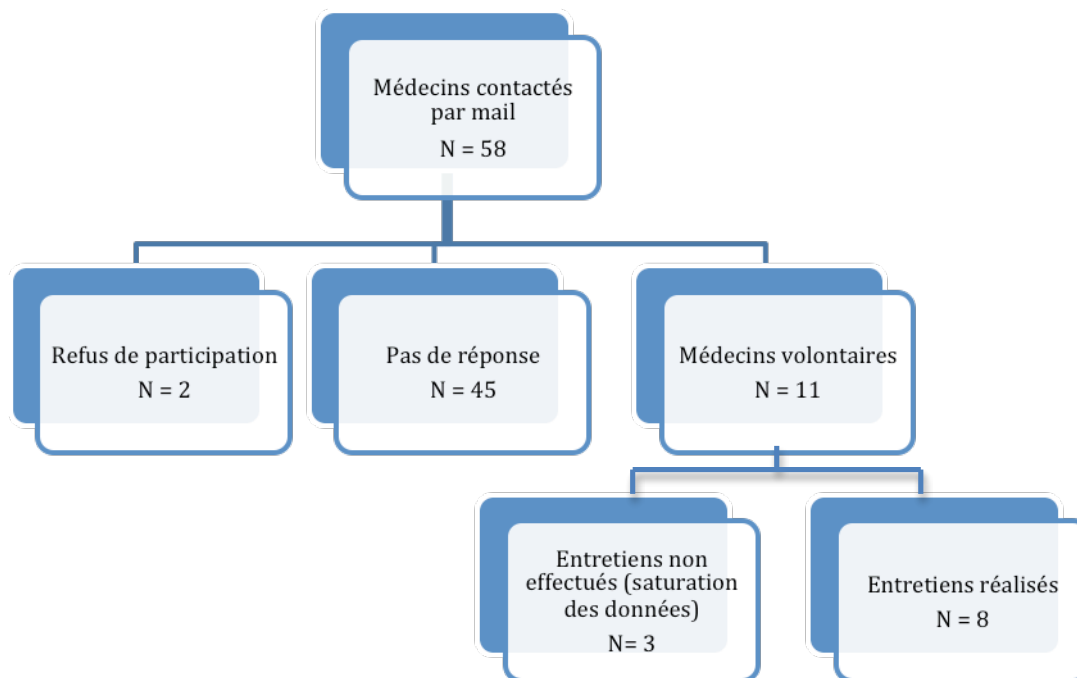 Médecins contactés
par mail
N = 58
Refus de participation
N = 2
Pas de réponse
N = 45
Médecins volontaires
N = 11
Entretiens non
effectués (saturation
des données)
N= 3
Entretiens réalisés
N = 8